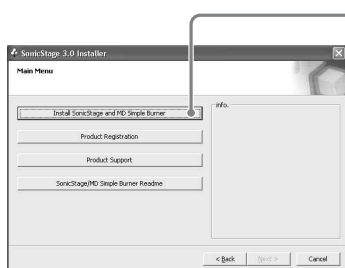 SonicStage 3.0 Installer
Main Menu
Install SonicStage and MD Simple Burner
Product Registration
Product Support
SonicStage/MD Simple Burner Readme
info.
< Back
Next >
Cancel